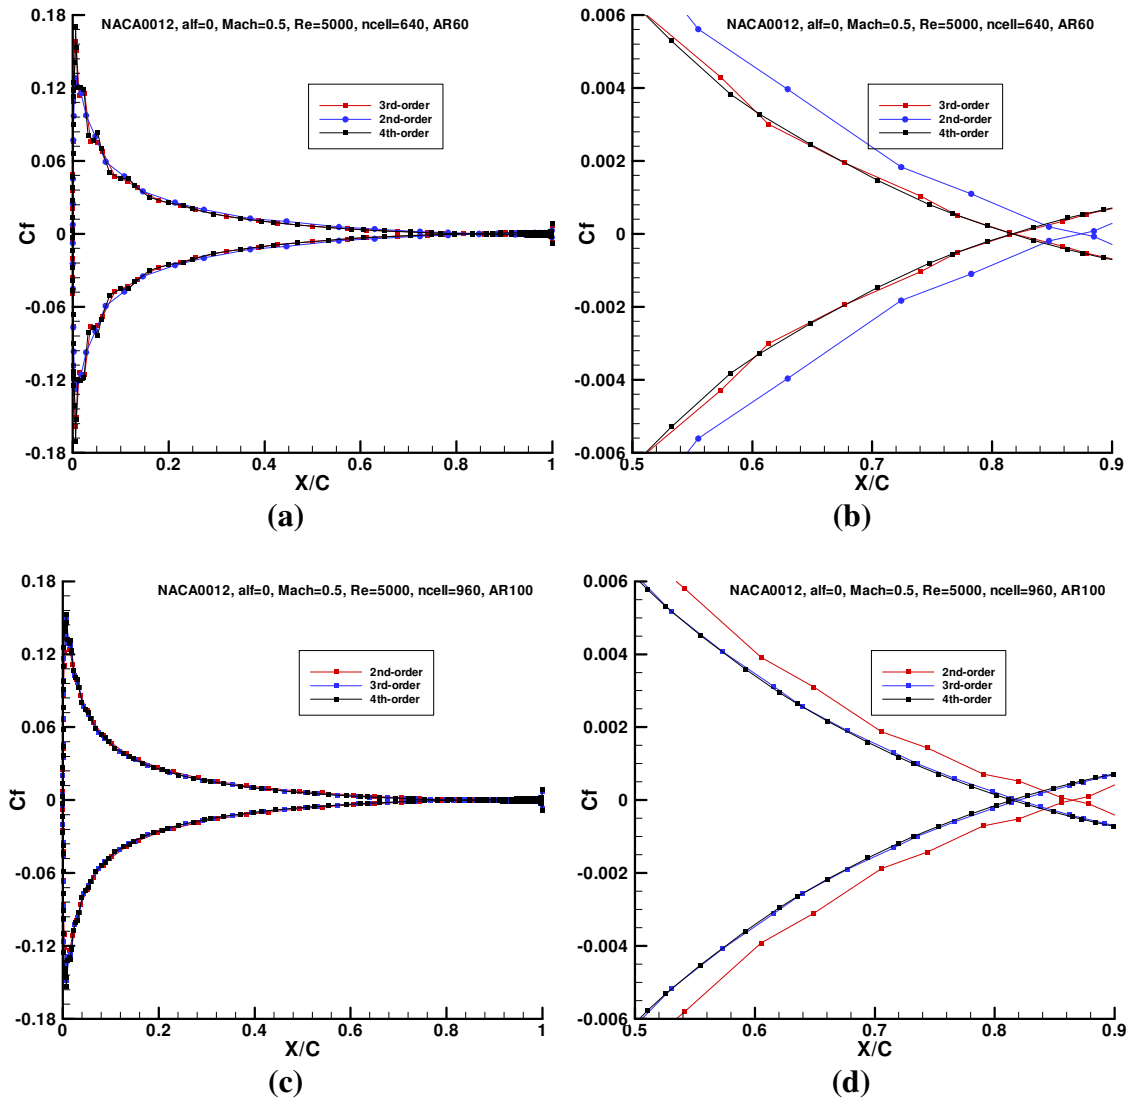 NACA0012, alf=0, Mach=0.5, Re=5000, ncell=640, AR60
0.18
0.12
0.06
0
-0.06
-0.12
-0.18
Cf
3rd-order
2nd-order
4th-order
0 0.2 0.4 0.6 0.8 1
X/C
(a)
NACA0012, alf=0, Mach=0.5, Re=5000, ncell=640, AR60
0.006
0.004
0.002
0
-0.002
-0.004
-0.006
Cf
3rd-order
2nd-order
4th-order
0.5 0.6 0.7 0.8 0.9
X/C
(b)
NACA0012, alf=0, Mach=0.5, Re=5000, ncell=960, AR100
0.18
0.12
0.06
0
-0.06
-0.12
-0.18
Cf
2nd-order
3rd-order
4th-order
0 0.2 0.4 0.6 0.8 1
X/C
(c)
NACA0012, alf=0, Mach=0.5, Re=5000, ncell=960, AR100
0.006
0.004
0.002
0
-0.002
-0.004
-0.006
Cf
2nd-order
3rd-order
4th-order
0.5 0.6 0.7 0.8 0.9
X/C
(d)